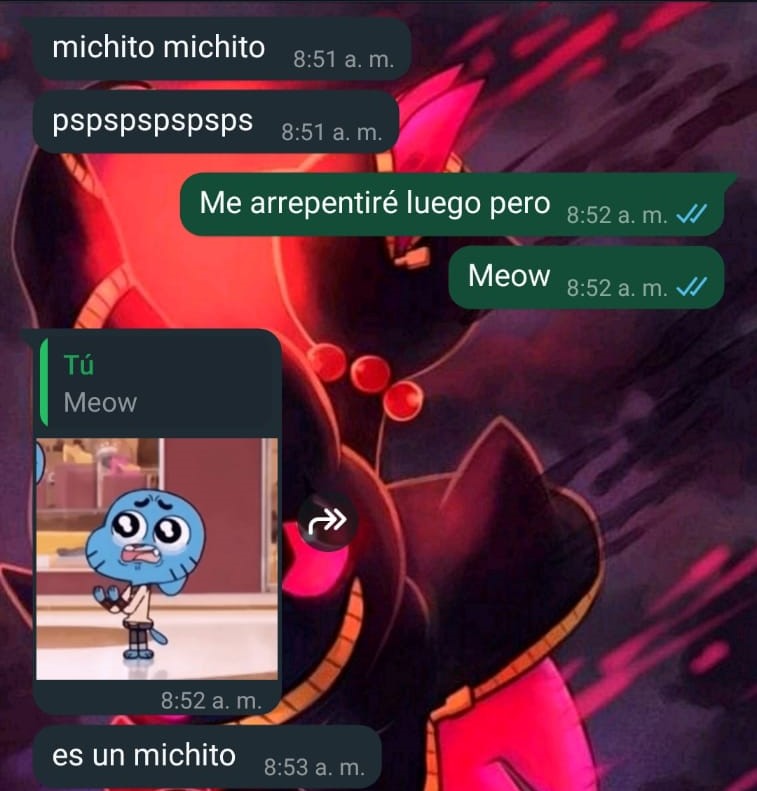 michito michito 8:51 a. m.
pspspspspsps 8:51 a. m.
Me arrepentiré luego pero 8:52 a. m.
Meow 8:52 a. m.
Tú
Meow
8:52 a. m.
es un michito 8:53 a. m.